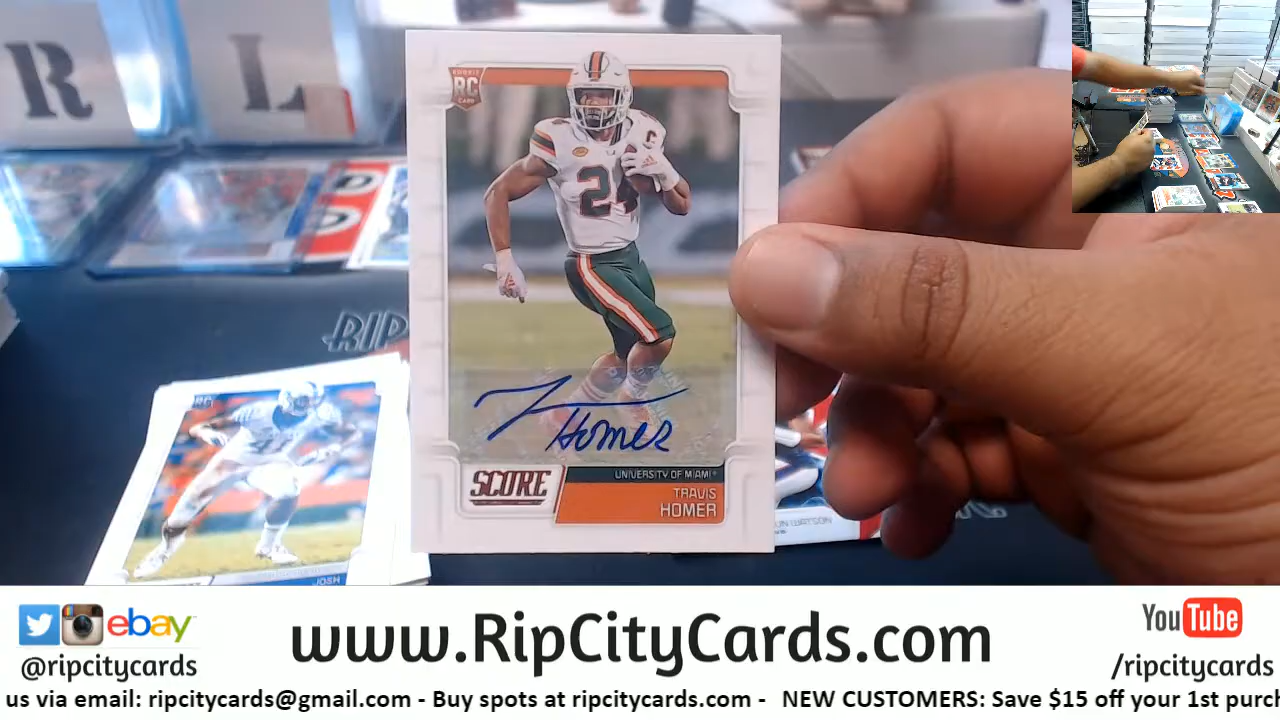 R L
ROOKIE
RC
CARD
24
C
RIP
T Homer
SCORE
UNIVERSITY OF MIAMI
TRAVIS
HOMER
RC
JOSH
ebay
@ripcitycards
www.RipCityCards.com
YouTube
/ripcitycards
us via email: ripcitycards@gmail.com - Buy spots at ripcitycards.com - NEW CUSTOMERS: Save $15 off your 1st purch